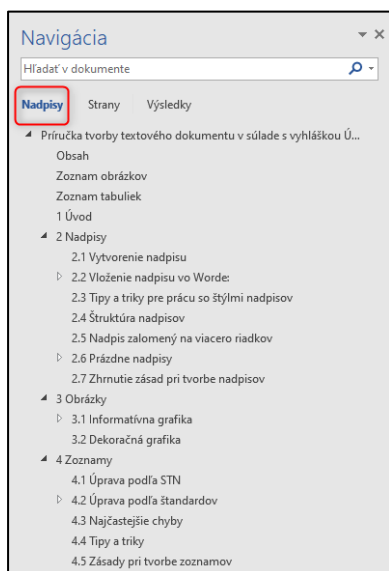 Navigácia
Hľadať v dokumente
Nadpisy Strany Výsledky
Príručka tvorby textového dokumentu v súlade s vyhláškou Ú...
Obsah
Zoznam obrázkov
Zoznam tabuliek
1 Úvod
2 Nadpisy
2.1 Vytvorenie nadpisu
2.2 Vloženie nadpisu vo Worde:
2.3 Tipy a triky pre prácu so štýlmi nadpisov
2.4 Štruktúra nadpisov
2.5 Nadpis zalomený na viacero riadkov
2.6 Prázdne nadpisy
2.7 Zhrnutie zásad pri tvorbe nadpisov
3 Obrázky
3.1 Informatívna grafika
3.2 Dekoračná grafika
4 Zoznamy
4.1 Úprava podľa STN
4.2 Úprava podľa štandardov
4.3 Najčastejšie chyby
4.4 Tipy a triky
4.5 Zásady pri tvorbe zoznamov